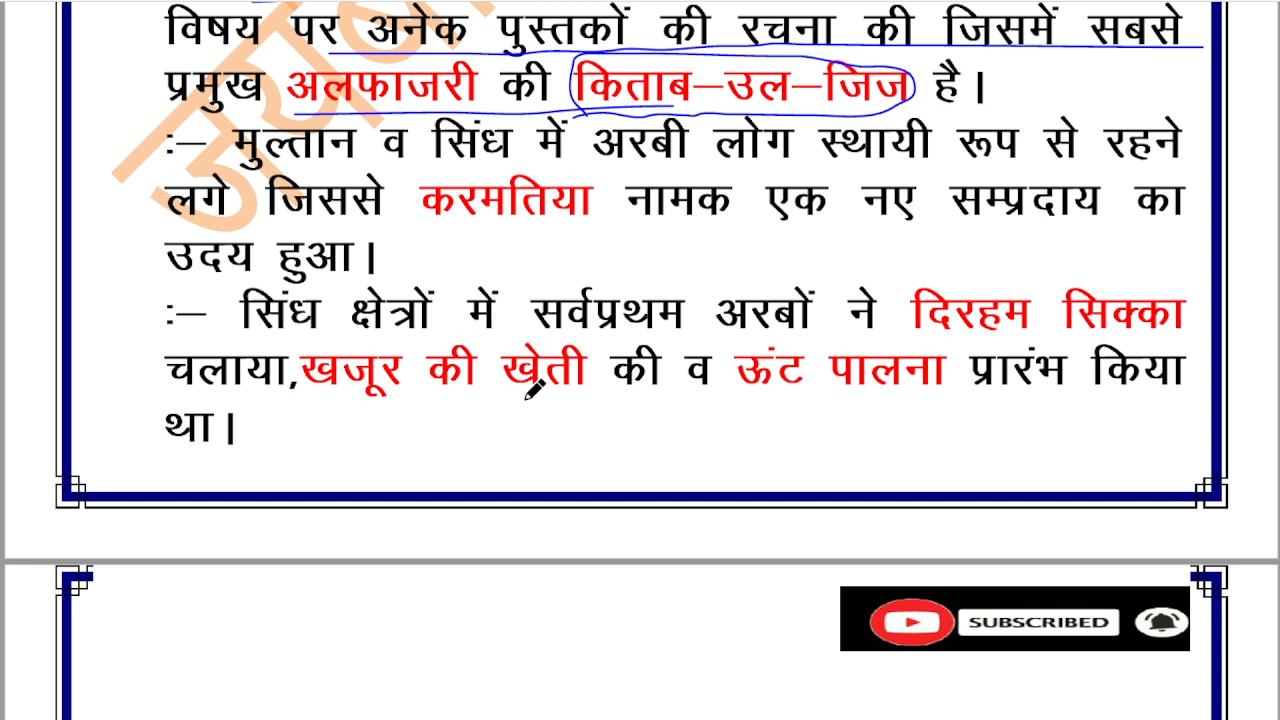 विषय पर अनेक पुस्तकों की रचना की जिसमें सबसे
प्रमुख अलफाजरी की किताब–उल–जिज है।
:– मुल्तान व सिंध में अरबी लोग स्थायी रूप से रहने
लगे जिससे करमतिया नामक एक नए सम्प्रदाय का
उदय हुआ।
:– सिंध क्षेत्रों में सर्वप्रथम अरबों ने दिरहम सिक्का
चलाया,खजूर की खेती की व ऊंट पालना प्रारंभ किया
था।
SUBSCRIBED